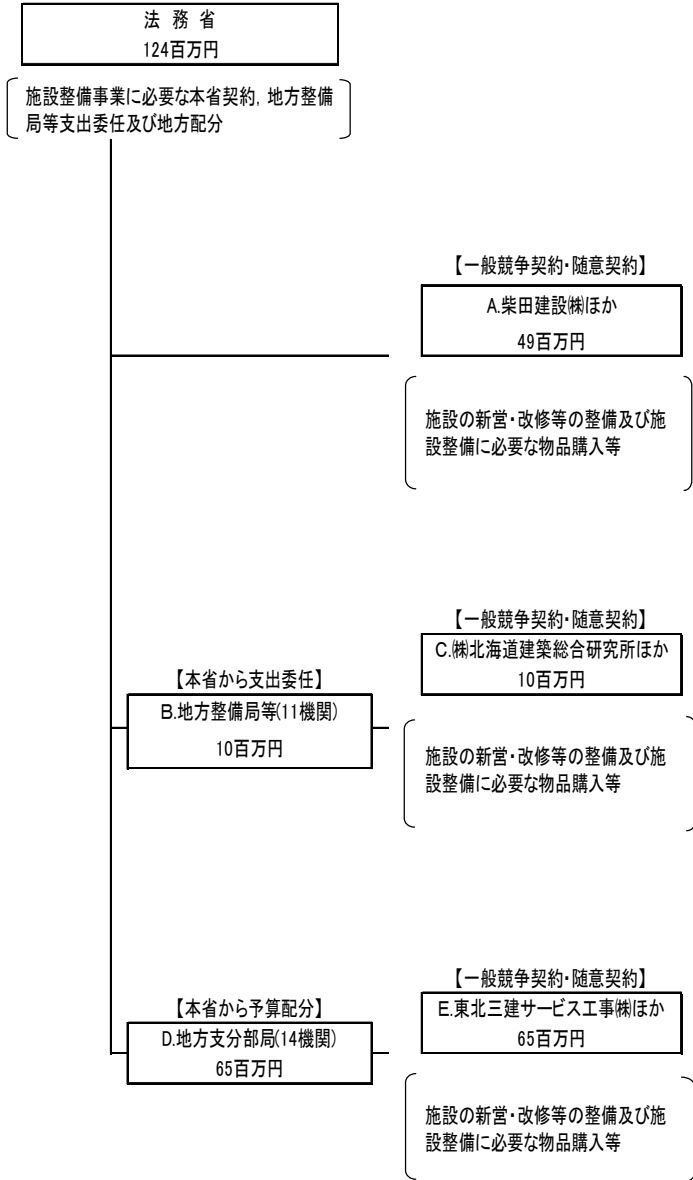 法 務 省
124百万円
施設整備事業に必要な本省契約，地方整備
局等支出委任及び地方配分
【一般競争契約・随意契約】
A.柴田建設㈱ほか
49百万円
施設の新営・改修等の整備及び施
設整備に必要な物品購入等
【一般競争契約・随意契約】
C.㈱北海道建築総合研究所ほか
10百万円
【本省から支出委任】
B.地方整備局等(11機関)
10百万円
施設の新営・改修等の整備及び施
設整備に必要な物品購入等
【一般競争契約・随意契約】
E.東北三建サービス工事㈱ほか
65百万円
【本省から予算配分】
D.地方支分部局(14機関)
65百万円
施設の新営・改修等の整備及び施
設整備に必要な物品購入等